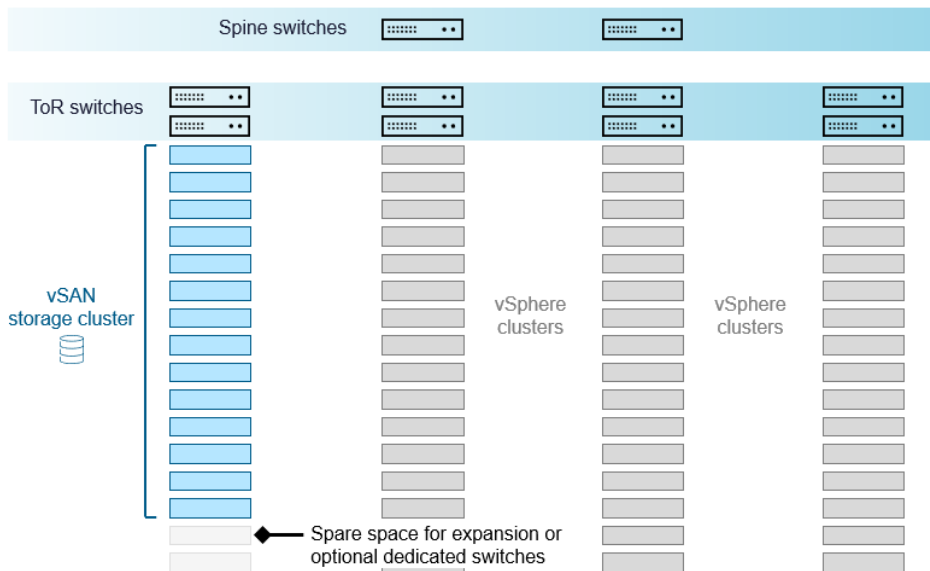 Spine switches
ToR switches
vSAN
storage cluster
vSphere
clusters
vSphere
clusters
Spare space for expansion or
optional dedicated switches